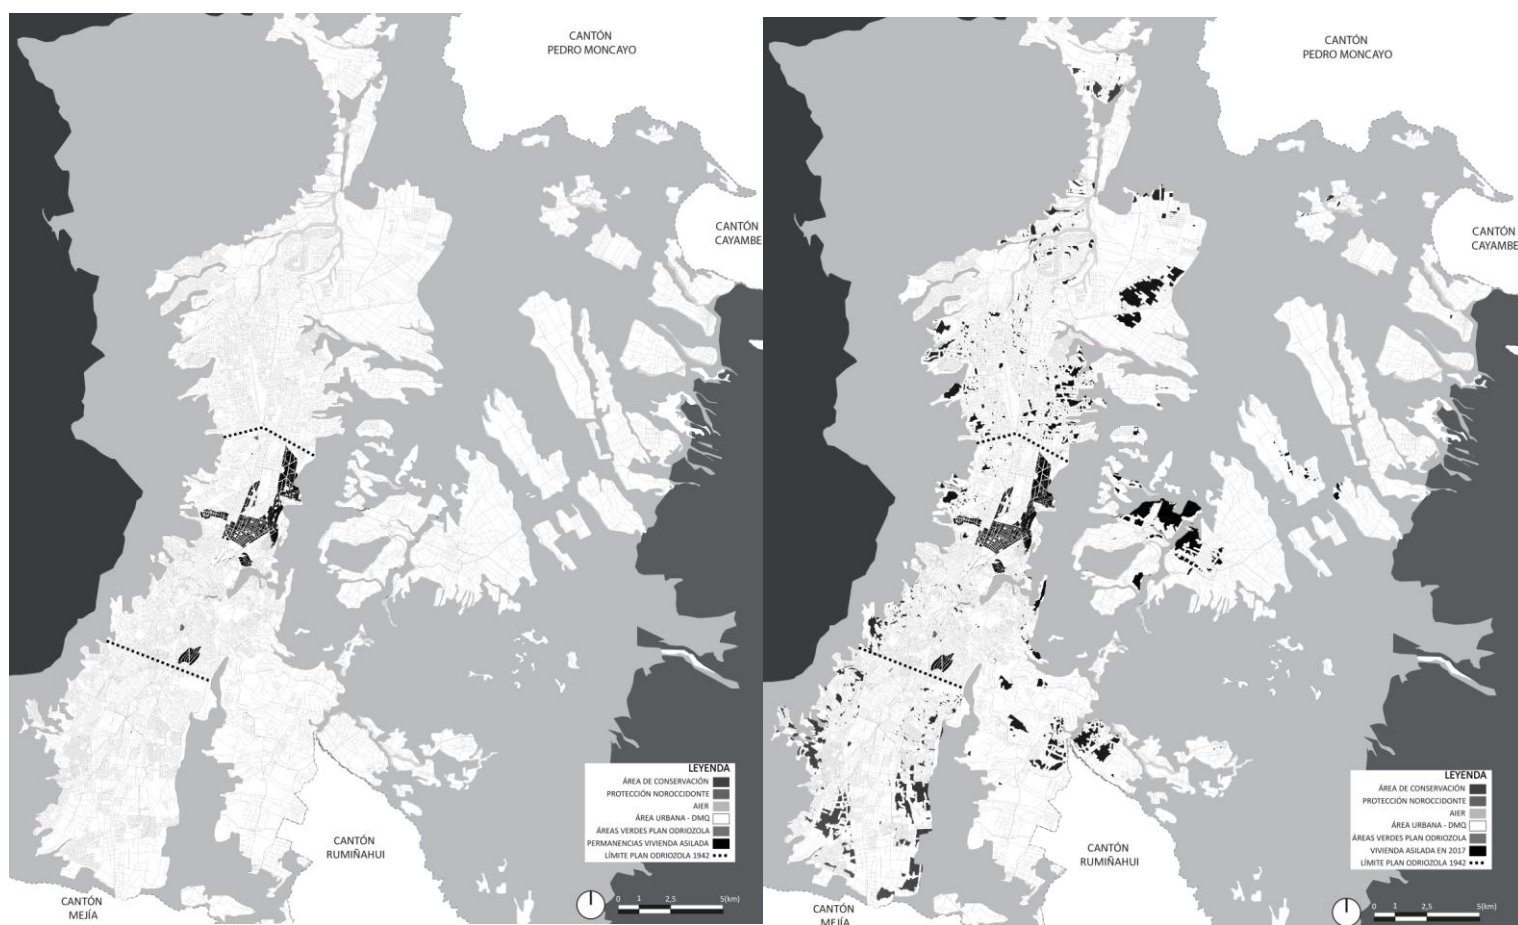 CANTÓN
PEDRO MONCAYO
CANTÓN
CAYAMBE
LEYENDA
ÁREA DE CONSERVACIÓN
PROTECCIÓN NOROCCIDONTE
AIER
ÁREA URBANA - DMQ
ÁREAS VERDES PLAN ODRIOZOLA
PERMANENCIAS VIVIENDA ASILADA
LÍMITE PLAN ODRIOZOLA 1942
CANTÓN
RUMIÑAHUI
CANTÓN
MEJÍA
0 1 2,5 5(km)
CANTÓN
PEDRO MONCAYO
CANTÓN
CAYAMBE
LEYENDA
ÁREA DE CONSERVACIÓN
PROTECCIÓN NOROCCIDONTE
AIER
ÁREA URBANA - DMQ
ÁREAS VERDES PLAN ODRIOZOLA
VIVIENDA ASILADA EN 2017
LÍMITE PLAN ODRIOZOLA 1942
CANTÓN
RUMIÑAHUI
CANTÓN
MEJÍA
0 1 2,5 5(km)